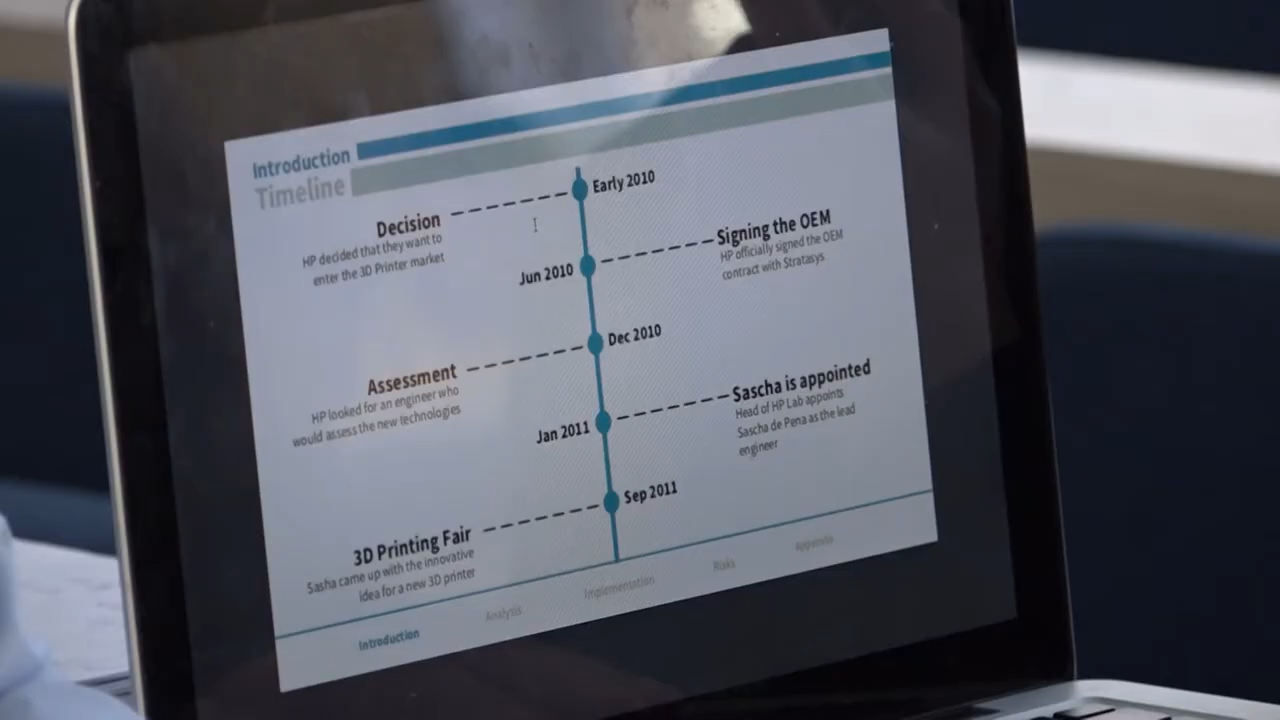 Introduction
Timeline
Early 2010
Decision
HP decided that they want to
enter the 3D Printer market
Signing the OEM
HP officially signed the OEM
contract with Stratasys
Jun 2010
Dec 2010
Assessment
HP looked for an engineer who
would assess the new technologies
Sascha is appointed
Head of HP Lab appoints
Sascha de Pena as the lead
engineer
Jan 2011
Sep 2011
3D Printing Fair
Sasha came up with the innovative
idea for a new 3D printer
Introduction
Analysis
Implementation
Risks
Appendix